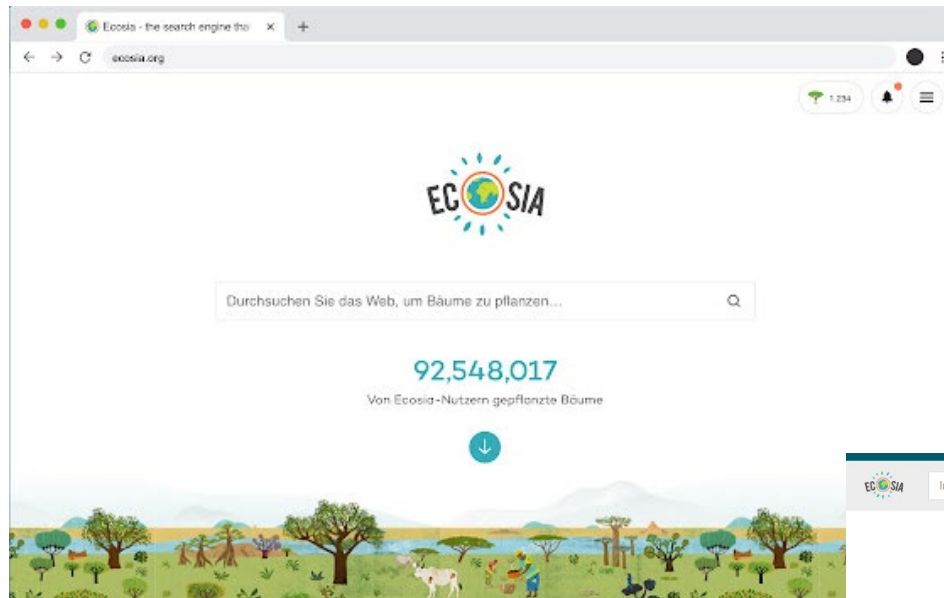 Ecosia - the search engine tha
ecosia.org
1,234
ECOSIA
Durchsuchen Sie das Web, um Bäume zu pflanzen...
92,548,017
Von Ecosia-Nutzern gepflanzte Bäume
ECOSIA